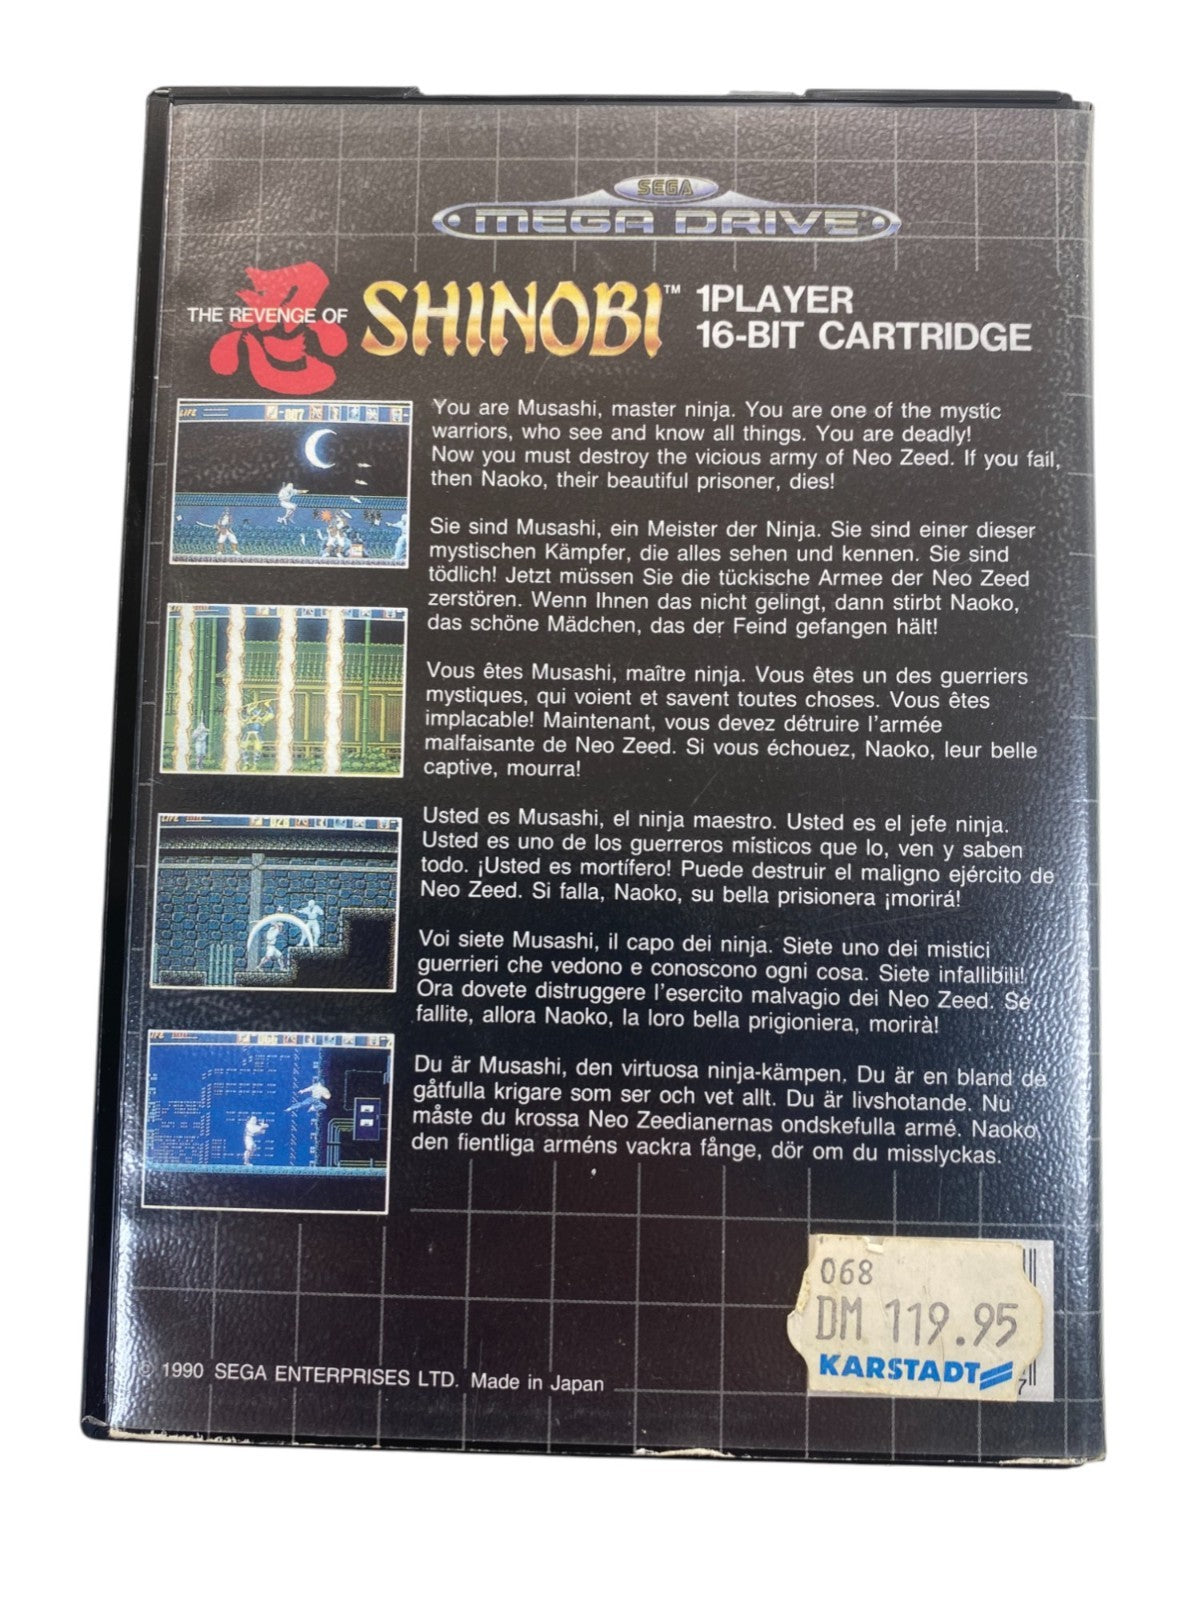 SEGA
MEGA DRIVE
忍
THE REVENGE OF
SHINOBI™
1PLAYER
16-BIT CARTRIDGE
LIFE
007
You are Musashi, master ninja. You are one of the mystic
warriors, who see and know all things. You are deadly!
Now you must destroy the vicious army of Neo Zeed. If you fail,
then Naoko, their beautiful prisoner, dies!
Sie sind Musashi, ein Meister der Ninja. Sie sind einer dieser
mystischen Kämpfer, die alles sehen und kennen. Sie sind
tödlich! Jetzt müssen Sie die tückische Armee der Neo Zeed
zerstören. Wenn Ihnen das nicht gelingt, dann stirbt Naoko,
das schöne Mädchen, das der Feind gefangen hält!
Vous êtes Musashi, maître ninja. Vous êtes un des guerriers
mystiques, qui voient et savent toutes choses. Vous êtes
implacable! Maintenant, vous devez détruire l'armée
malfaisante de Neo Zeed. Si vous échouez, Naoko, leur belle
captive, mourra!
LIFE
Usted es Musashi, el ninja maestro. Usted es el jefe ninja.
Usted es uno de los guerreros místicos que lo, ven y saben
todo. ¡Usted es mortífero! Puede destruir el maligno ejército de
Neo Zeed. Si falla, Naoko, su bella prisionera ¡morirá!
Voi siete Musashi, il capo dei ninja. Siete uno dei mistici
guerrieri che vedono e conoscono ogni cosa. Siete infallibili!
Ora dovete distruggere l'esercito malvagio dei Neo Zeed. Se
fallite, allora Naoko, la loro bella prigioniera, morirà!
LIFE
Du är Musashi, den virtuosa ninja-kämpen. Du är en bland de
gåtfulla krigare som ser och vet allt. Du är livshotande. Nu
måste du krossa Neo Zeedianernas ondskefulla armé. Naoko,
den fientliga arméns vackra fånge, dör om du misslyckas.
068
DM 119.95
KARSTADT
7
© 1990 SEGA ENTERPRISES LTD. Made in Japan